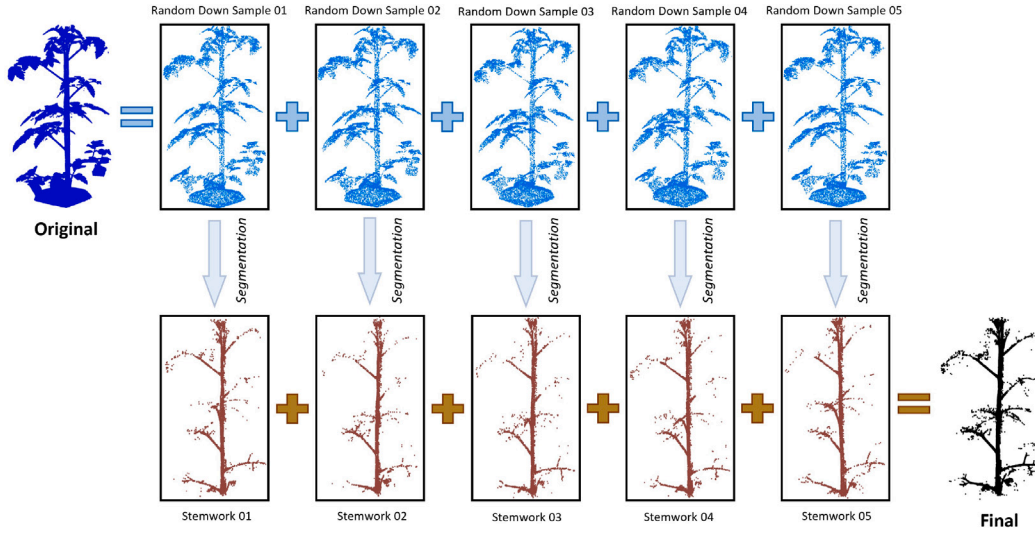 Random Down Sample 01
Random Down Sample 02
Random Down Sample 03
Random Down Sample 04
Random Down Sample 05
Original
Segmentation
Segmentation
Segmentation
Segmentation
Segmentation
Stemwork 01
Stemwork 02
Stemwork 03
Stemwork 04
Stemwork 05
Final